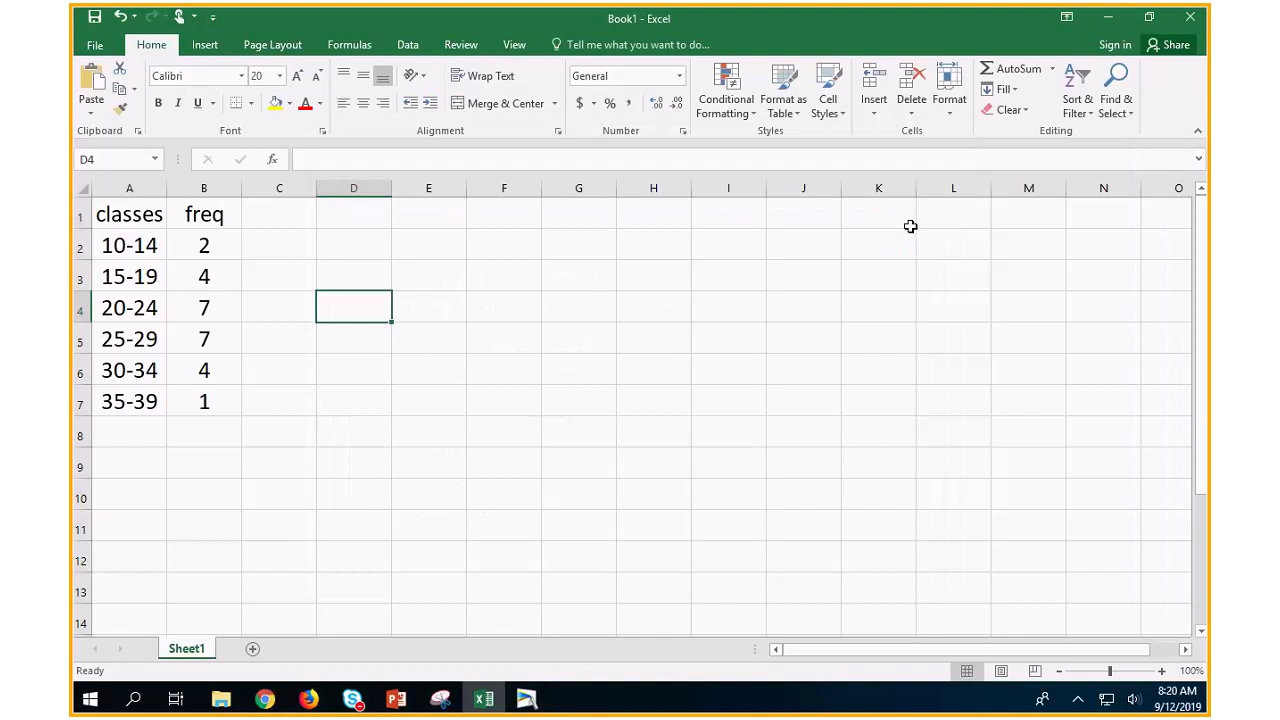 Book1 - Excel
File Home Insert Page Layout Formulas Data Review View Tell me what you want to do... Sign in Share
Paste
Clipboard
Calibri 20
B I U
Font
Wrap Text
Merge & Center
Alignment
General
$ % ,
Number
Conditional Formatting
Format as Table
Cell Styles
Styles
Insert Delete Format
Cells
AutoSum
Fill
Clear
Sort & Filter
Find & Select
Editing
D4 fx
A B C D E F G H I J K L M N O
1 classes freq
2 10-14 2
3 15-19 4
4 20-24 7
5 25-29 7
6 30-34 4
7 35-39 1
8
9
10
11
12
13
14
Sheet1
Ready 100%
8:20 AM
9/12/2019